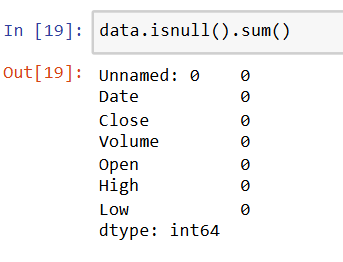 In [19]: data.isnull().sum()
Out[19]: Unnamed: 0    0
Date          0
Close         0
Volume        0
Open          0
High          0
Low           0
dtype: int64